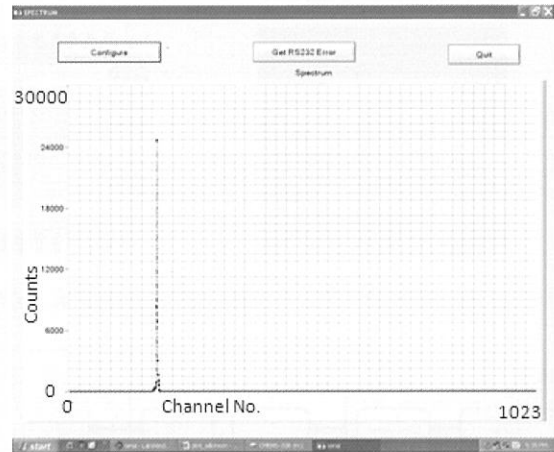 SPECTRUM
Configure
Get RS232 Error
Quit
Spectrum
30000
24000
18000
12000
6000
0
Counts
0
Channel No.
1023
start